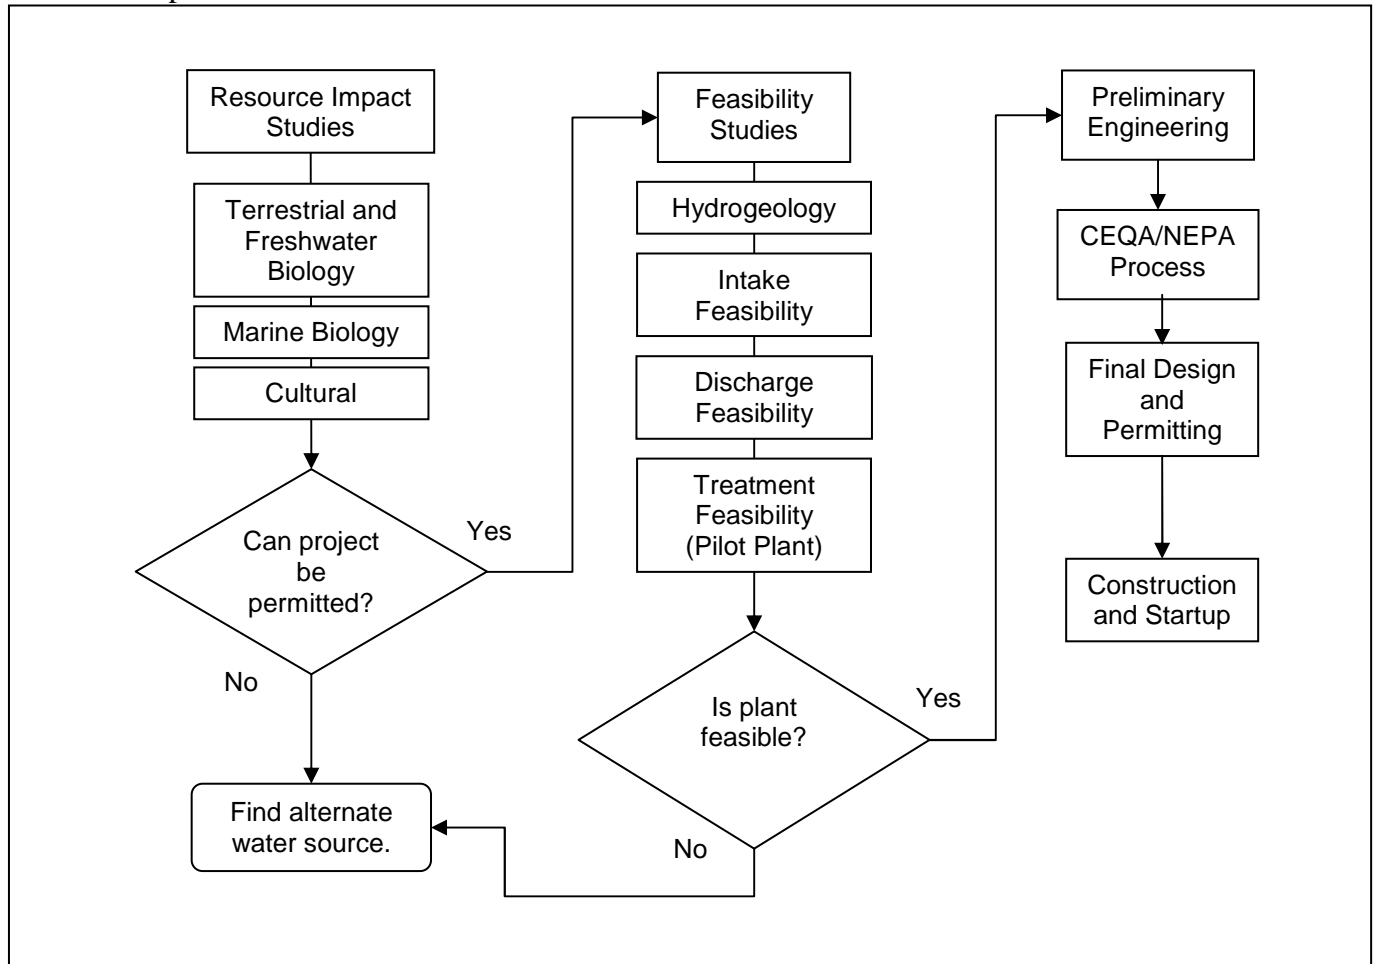 Resource Impact
Studies
Terrestrial and
Freshwater
Biology
Marine Biology
Cultural
Can project
be
permitted?
Yes
No
Find alternate
water source.
Feasibility
Studies
Hydrogeology
Intake
Feasibility
Discharge
Feasibility
Treatment
Feasibility
(Pilot Plant)
Is plant
feasible?
Yes
No
Preliminary
Engineering
CEQA/NEPA
Process
Final Design
and
Permitting
Construction
and Startup